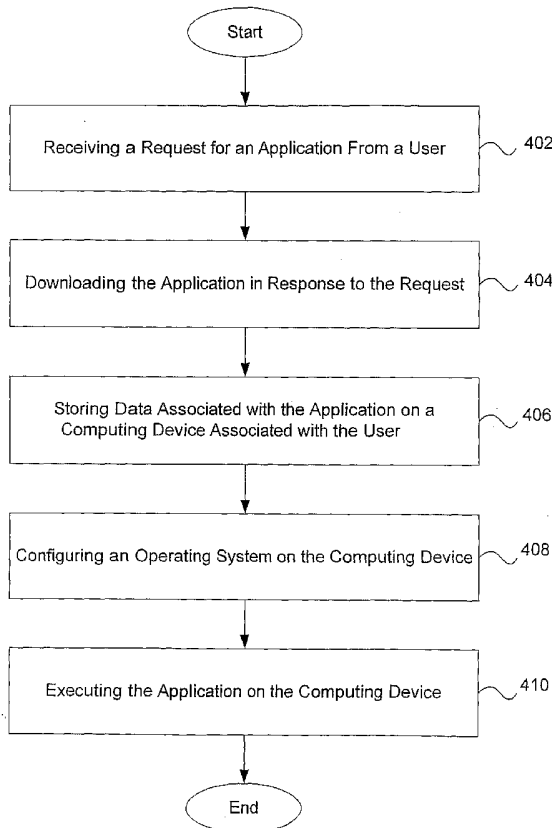 Start
Receiving a Request for an Application From a User
402
Downloading the Application in Response to the Request
404
Storing Data Associated with the Application on a
Computing Device Associated with the User
406
Configuring an Operating System on the Computing Device
408
Executing the Application on the Computing Device
410
End